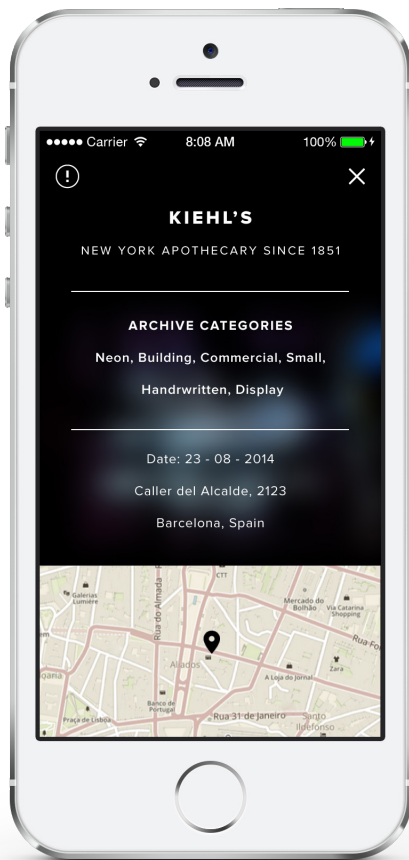 ●●●●● Carrier 8:08 AM 100%
!
KIEHL'S
NEW YORK APOTHECARY SINCE 1851
ARCHIVE CATEGORIES
Neon, Building, Commercial, Small,
Handrwritten, Display
Date: 23 - 08 - 2014
Caller del Alcalde, 2123
Barcelona, Spain
CTT
Galerias
Lumiére
Rua do Almada
Mercado do
Bolhão
Via Catarina
Shopping
Rua
Aliados
Zara
A Loja do Jornal
Banco de
Portugal
Praça de Lisboa
Rua 31 de Janeiro
Santo
Ildefonso